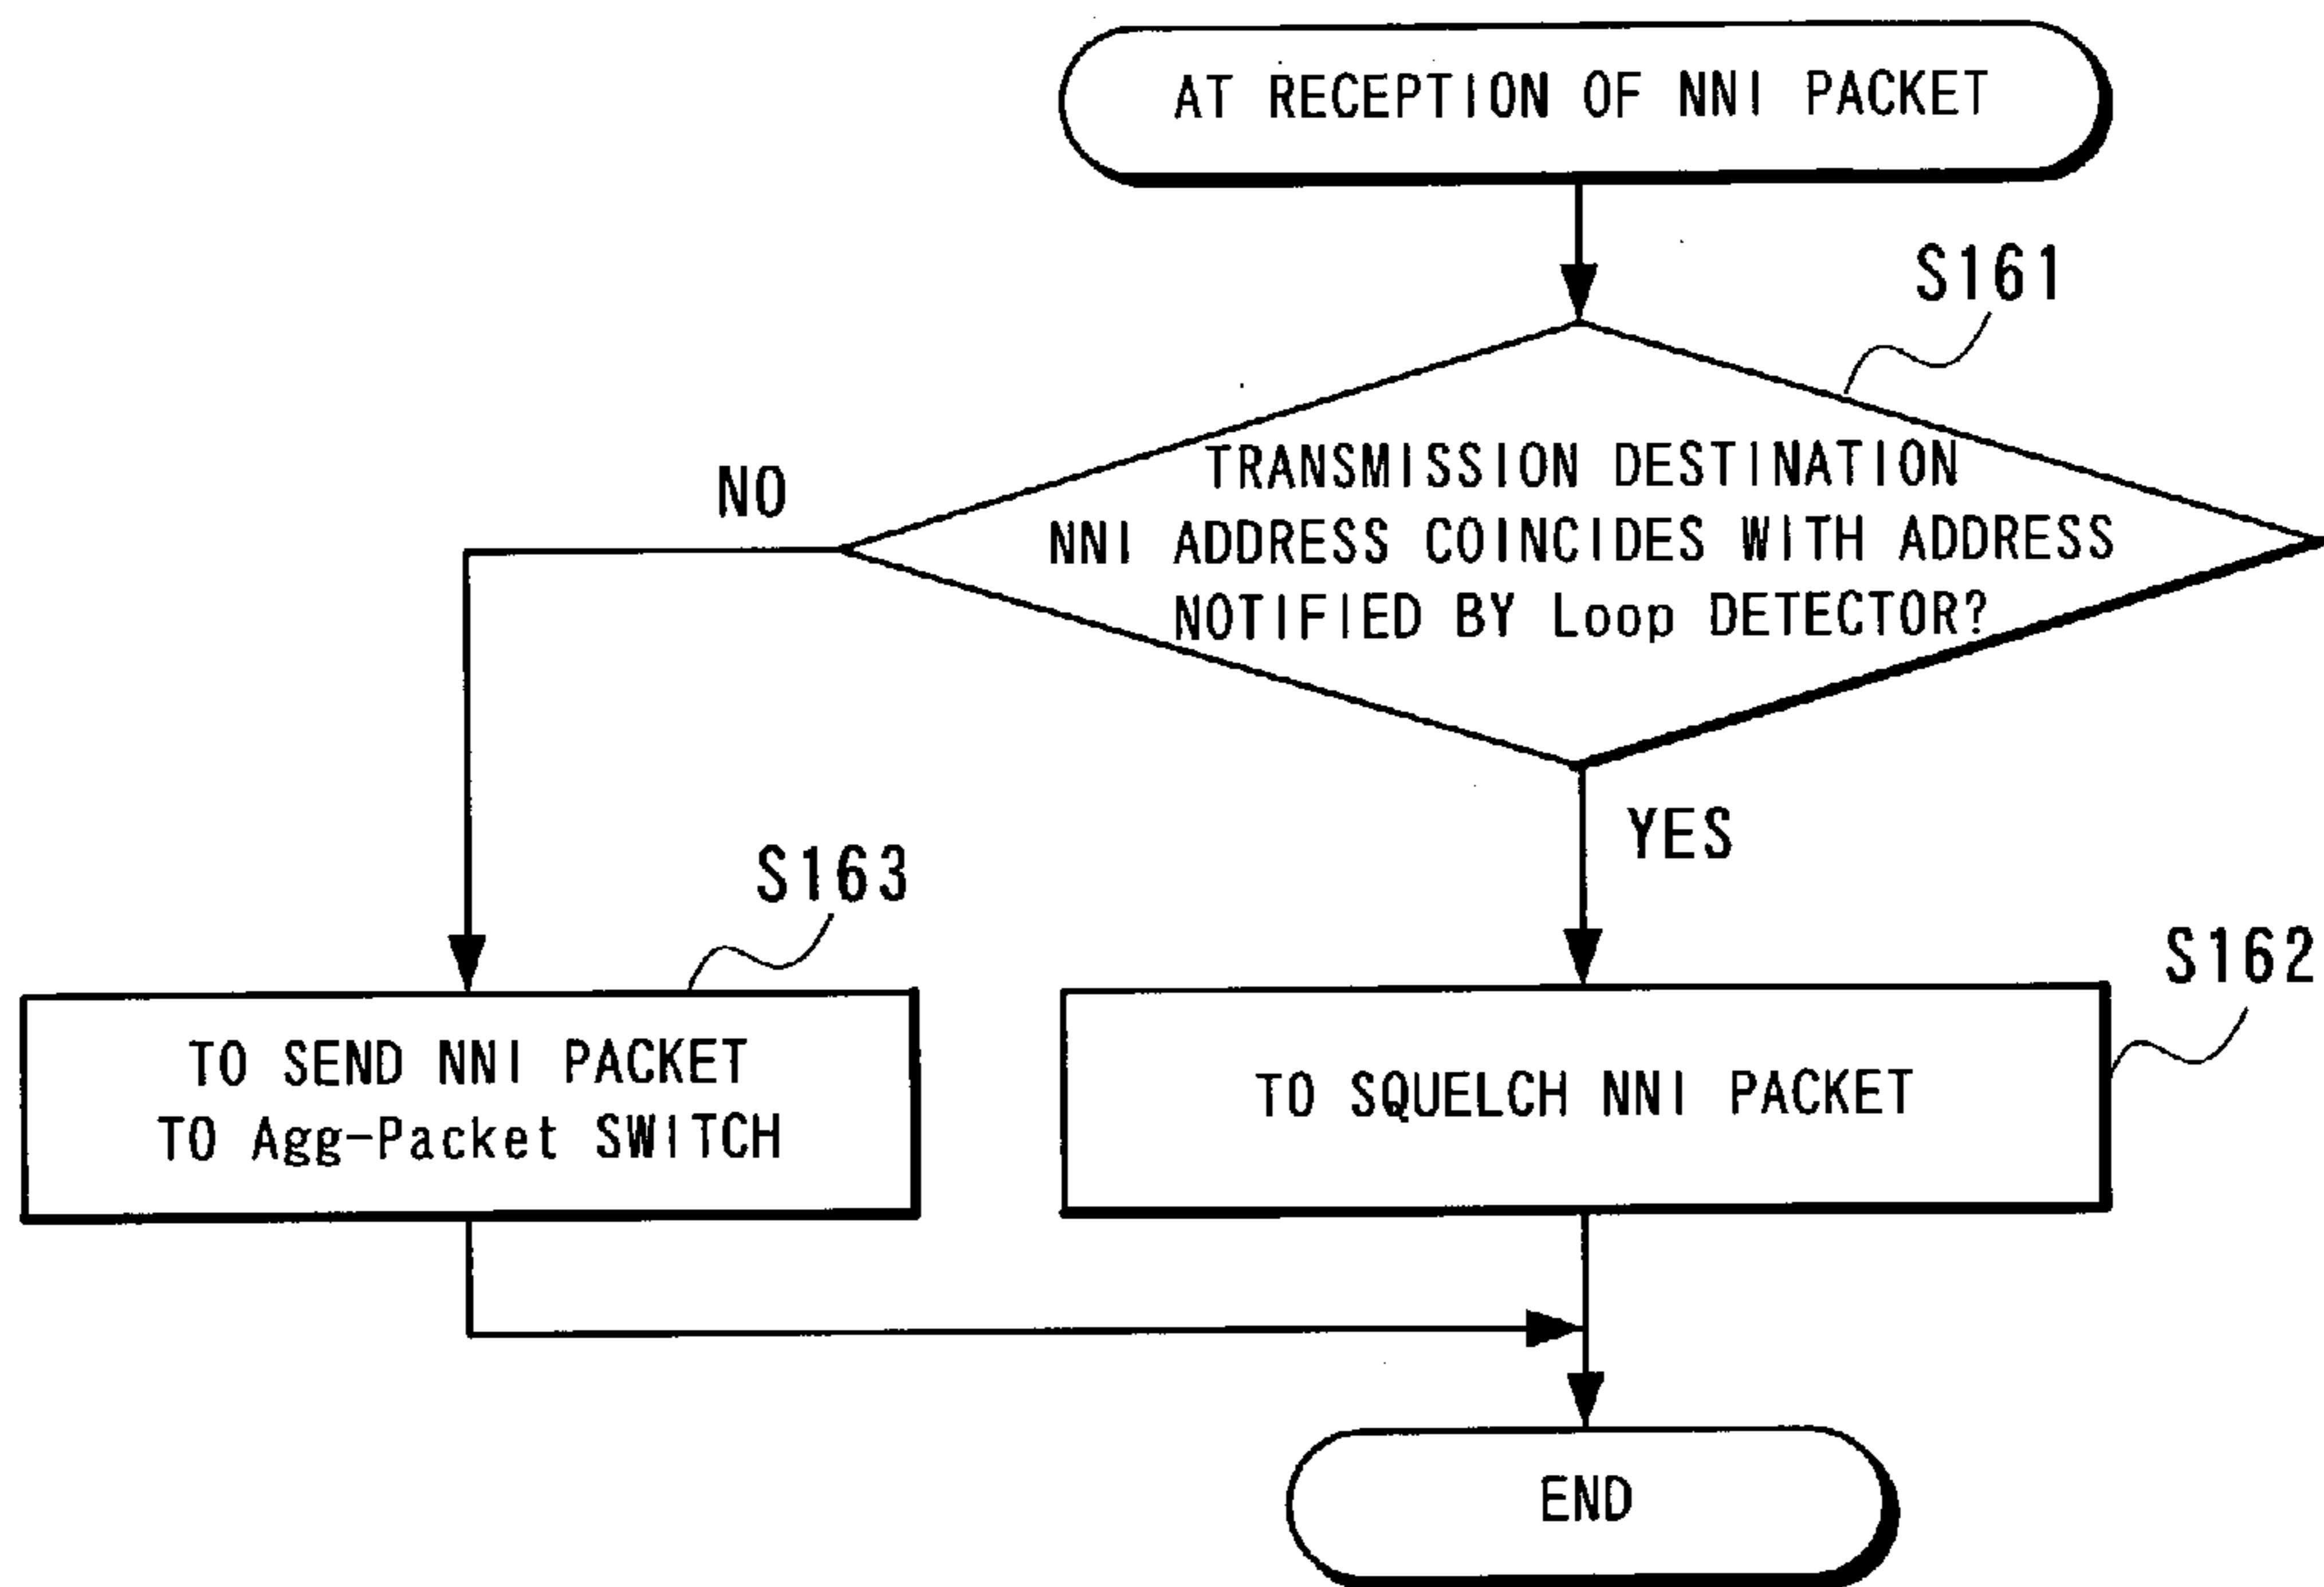 AT RECEPTION OF NNI PACKET
S161
TRANSMISSION DESTINATION
NNI ADDRESS COINCIDES WITH ADDRESS
NOTIFIED BY Loop DETECTOR?
NO
YES
S163
S162
TO SEND NNI PACKET
TO Agg-Packet SWITCH
TO SQUELCH NNI PACKET
END